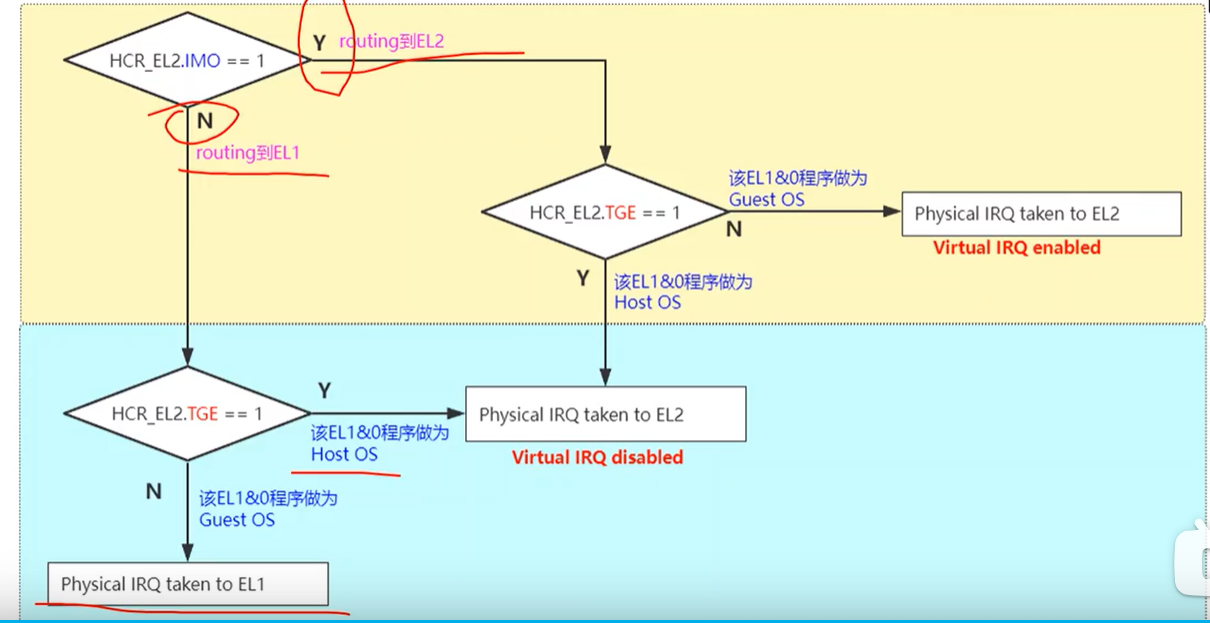 HCR_EL2.IMO == 1
Y
routing到EL2
N
routing到EL1
HCR_EL2.TGE == 1
该EL1&0程序做为
Guest OS
N
Physical IRQ taken to EL2
Virtual IRQ enabled
Y
该EL1&0程序做为
Host OS
HCR_EL2.TGE == 1
Y
该EL1&0程序做为
Host OS
Physical IRQ taken to EL2
Virtual IRQ disabled
N
该EL1&0程序做为
Guest OS
Physical IRQ taken to EL1